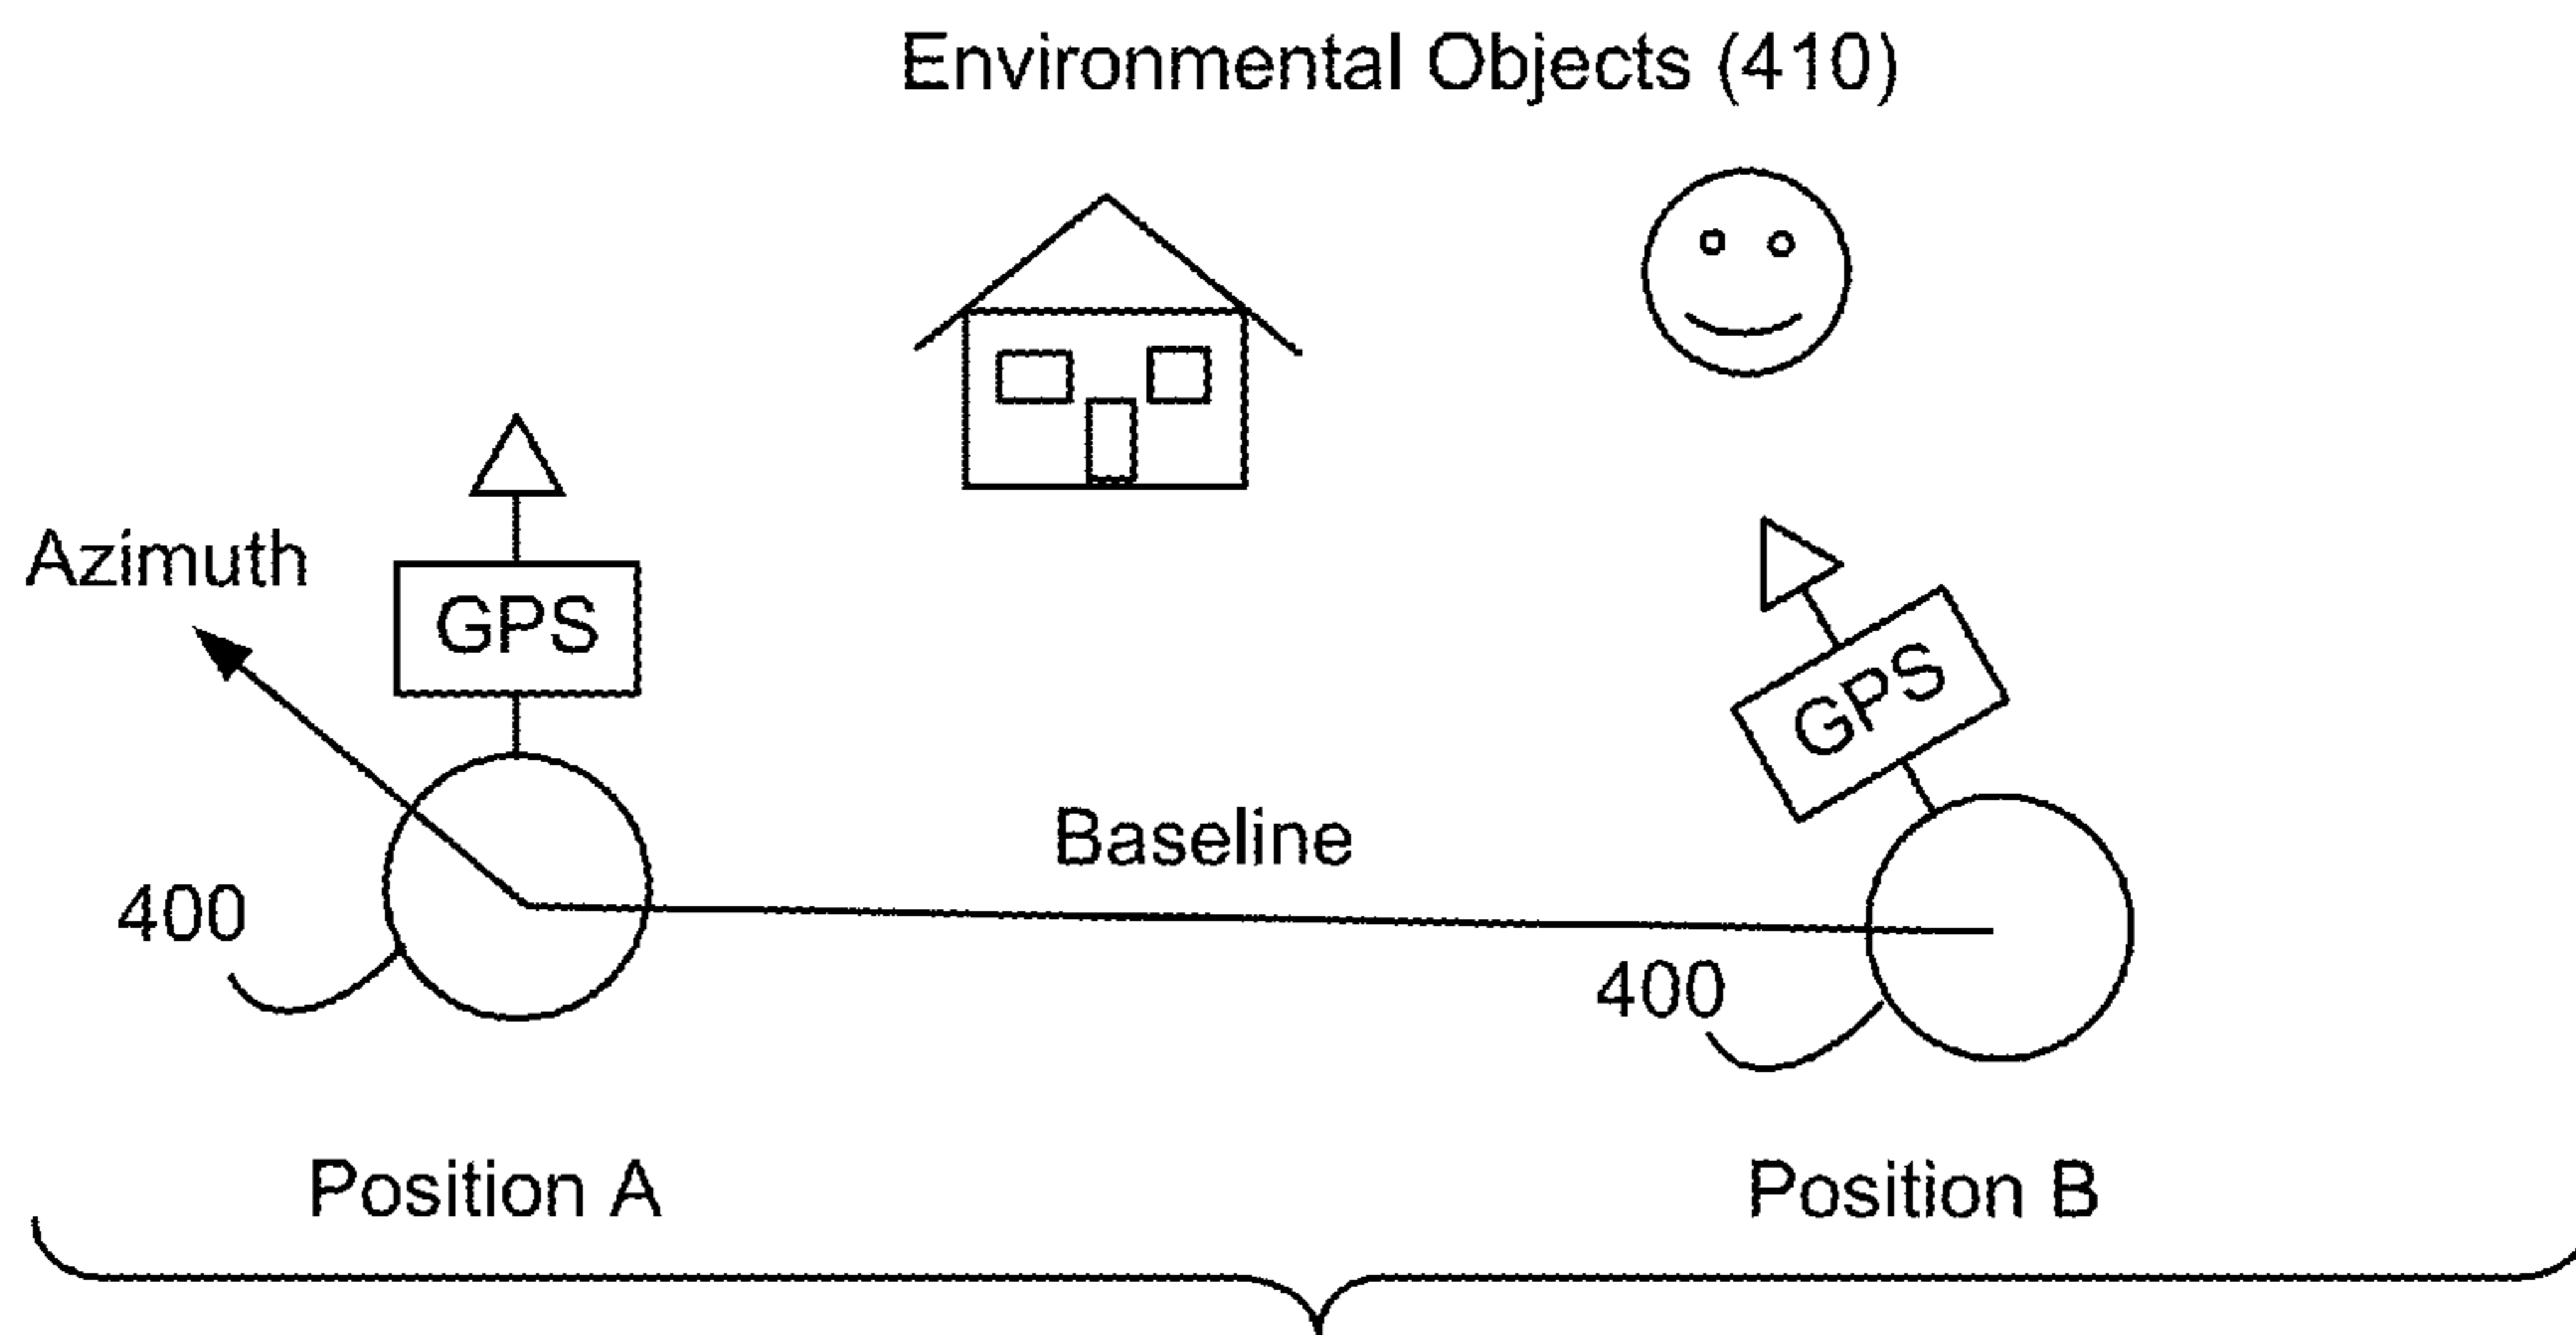 Environmental Objects (410)
Azimuth
GPS
GPS
Baseline
400
400
Position A
Position B